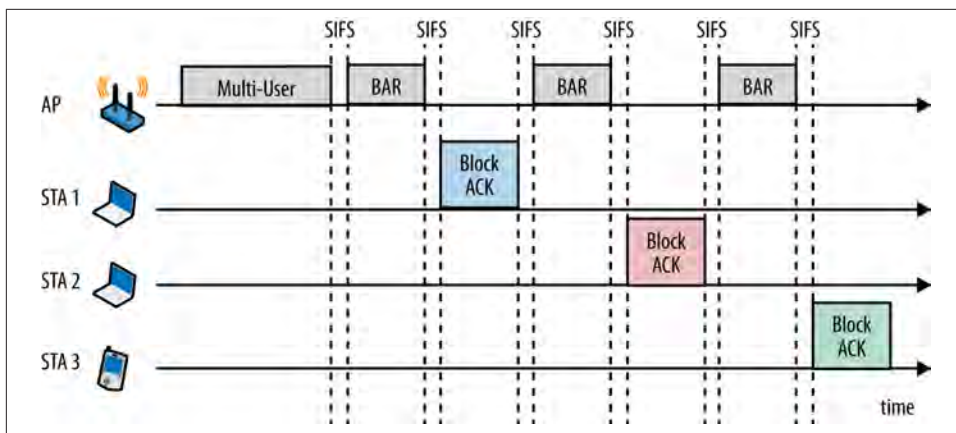 SIFS SIFS SIFS SIFS SIFS SIFS
AP
Multi-User
BAR
BAR
BAR
STA 1
Block
ACK
STA 2
Block
ACK
STA 3
Block
ACK
time